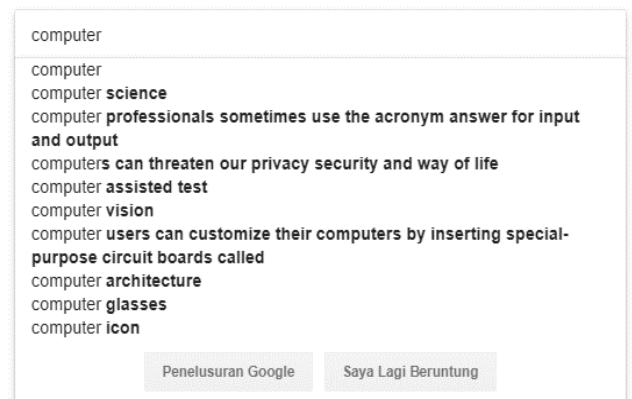 computer
computer
computer science
computer professionals sometimes use the acronym answer for input
and output
computers can threaten our privacy security and way of life
computer assisted test
computer vision
computer users can customize their computers by inserting special-
purpose circuit boards called
computer architecture
computer glasses
computer icon
Penelusuran Google Saya Lagi Beruntung